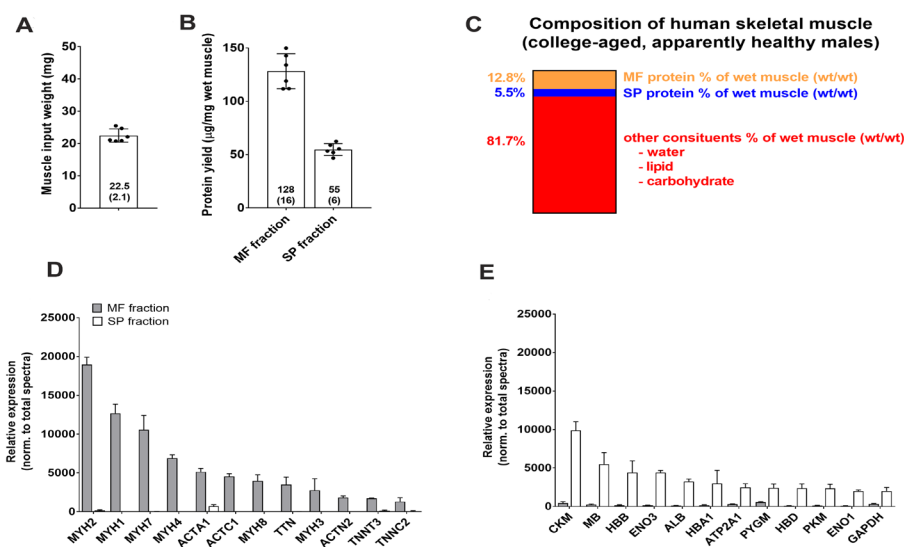 A
Muscle input weight (mg)
50
40
30
20
10
0
22.5
(2.1)
B
Protein yield (µg/mg wet muscle)
150
100
50
0
128
(16)
55
(6)
MF fraction
SP fraction
C
Composition of human skeletal muscle
(college-aged, apparently healthy males)
12.8%
MF protein % of wet muscle (wt/wt)
5.5%
SP protein % of wet muscle (wt/wt)
81.7%
other consituents % of wet muscle (wt/wt)
- water
- lipid
- carbohydrate
D
MF fraction
SP fraction
Relative expression
(norm. to total spectra)
25000
20000
15000
10000
5000
0
MYH2
MYH1
MYH7
MYH4
ACTA1
ACTC1
MYH8
TTN
MYH3
ACTN2
TNNT3
TNNC2
E
Relative expression
(norm. to total spectra)
25000
20000
15000
10000
5000
0
CKM
MB
HBB
ENO3
ALB
HBA1
ATP2A1
PYGM
HBD
PKM
ENO1
GAPDH